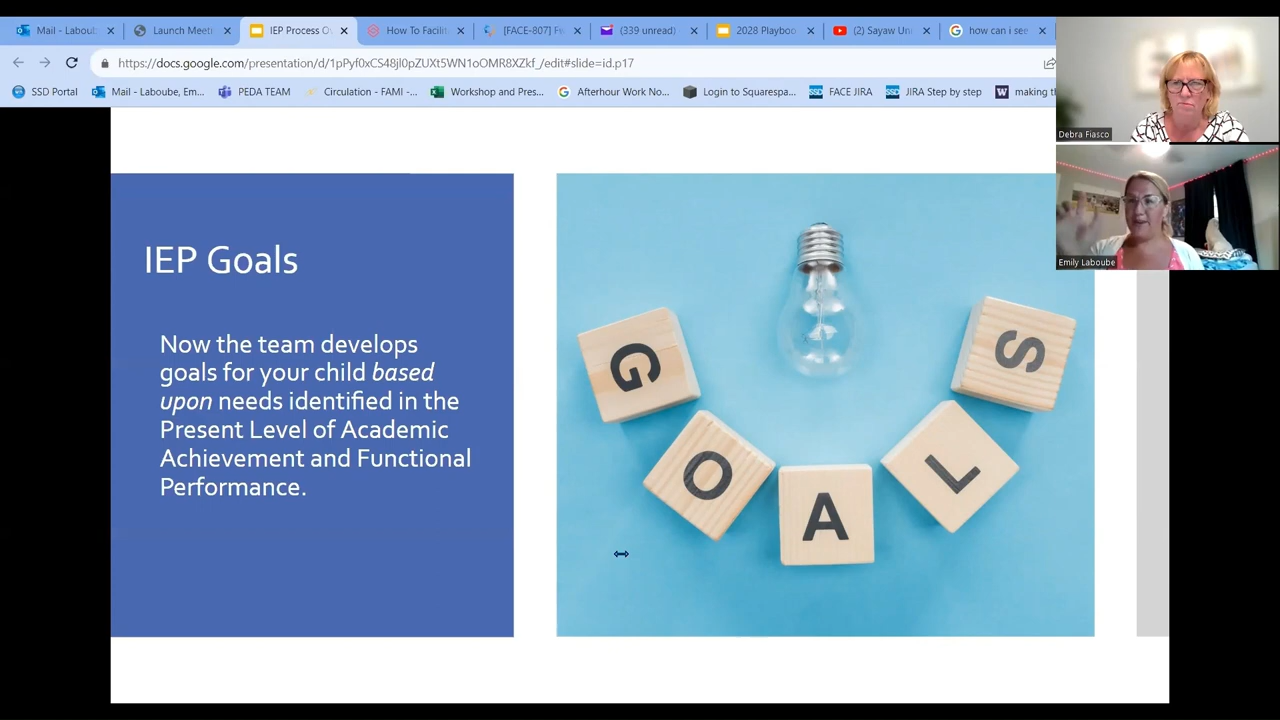 Mail - Laboub
Launch Meeti
IEP Process O
How To Facilit
[FACE-807] Fi
(339 unread) -
2028 Playboo
(2) Sayaw Un
how can i see
https://docs.google.com/presentation/d/1pPyf0xCS48jl0pZUXt5WN1oOMR8XZkf_/edit#slide=id.p17
SSD Portal
Mail - Laboube, Em...
PEDA TEAM
Circulation - FAMI -...
Workshop and Pres...
Afterhour Work No...
Login to Squarespa...
FACE JIRA
JIRA Step by step
making th
Debra Fiasco
Emily Laboube
IEP Goals
Now the team develops
goals for your child based
upon needs identified in the
Present Level of Academic
Achievement and Functional
Performance.
GOALS